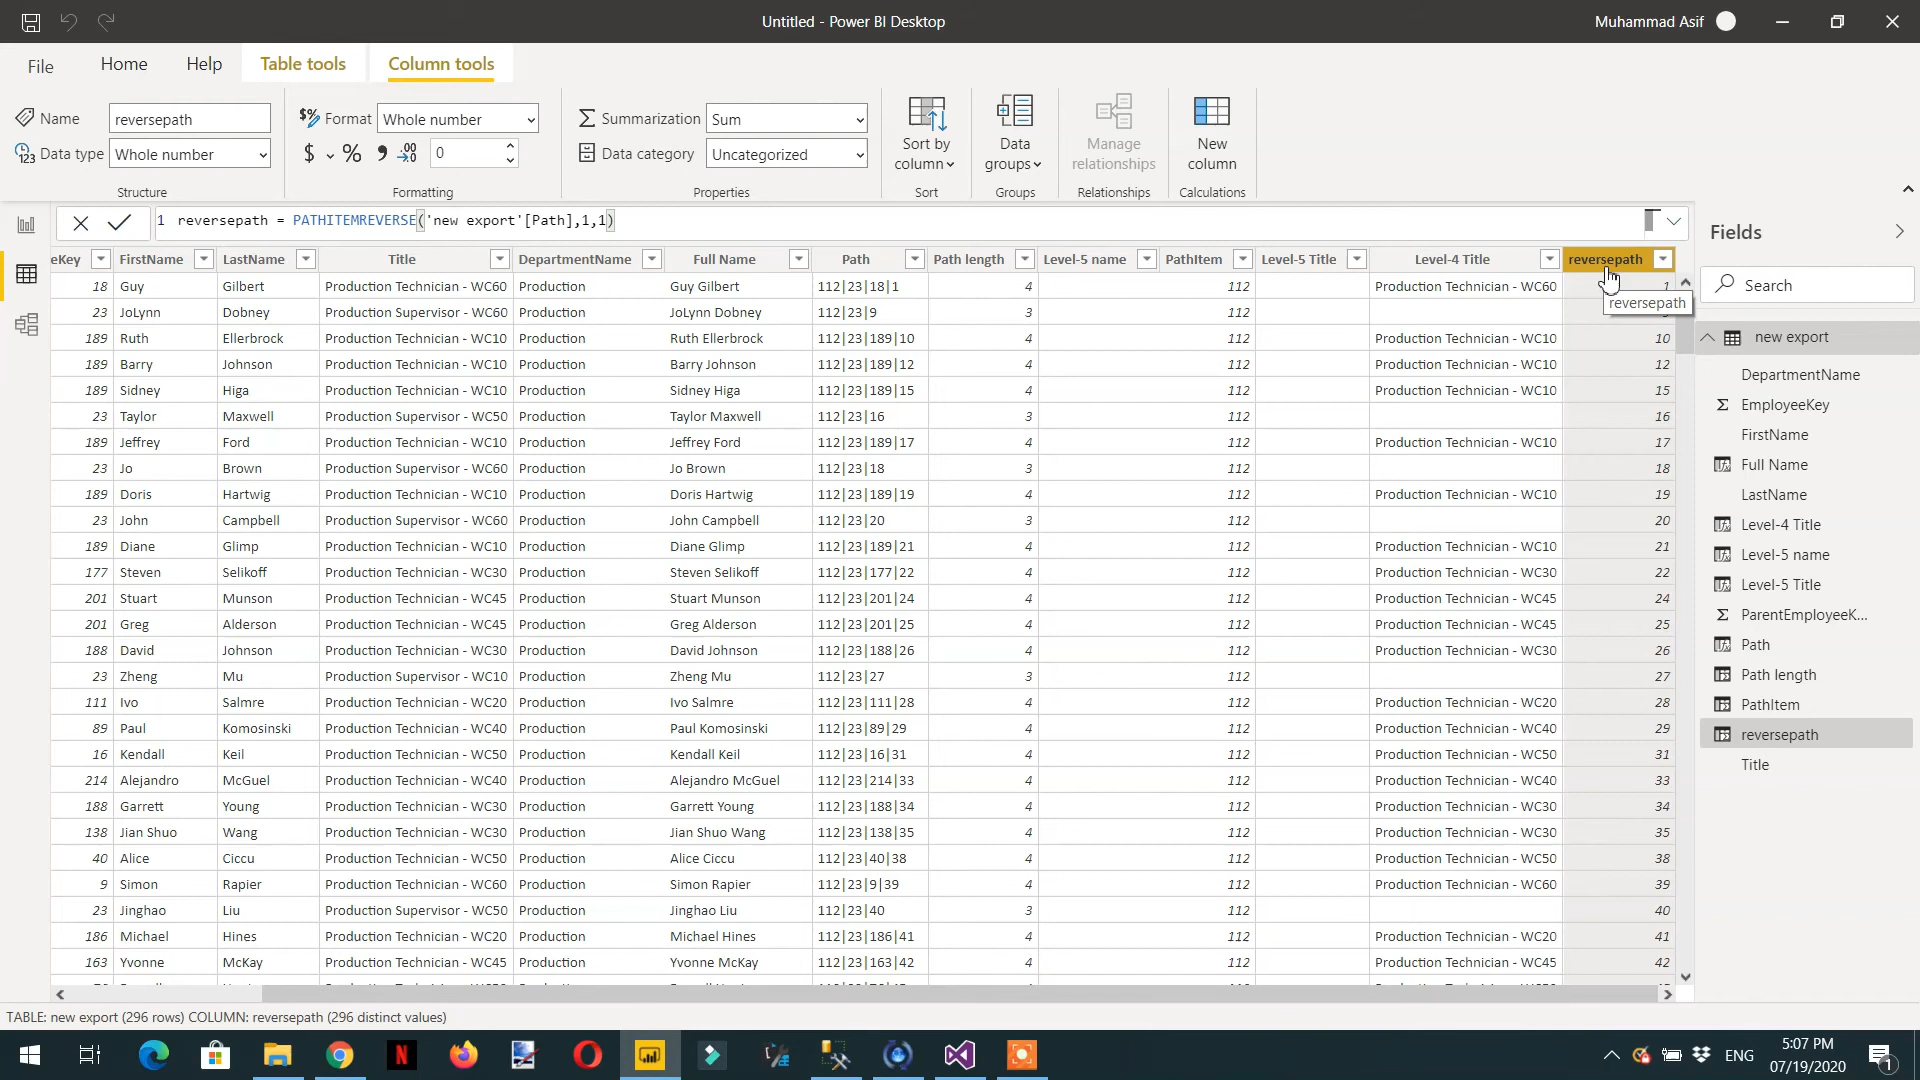 Untitled - Power BI Desktop
Muhammad Asif
File
Home
Help
Table tools
Column tools
Name
reversepath
Data type
Whole number
Structure
Format
Whole number
$
%
0
Formatting
Summarization
Sum
Data category
Uncategorized
Properties
Sort by
column
Sort
Data
groups
Groups
Manage
relationships
Relationships
New
column
Calculations
1 reversepath = PATHITEMREVERSE('new export'[Path],1,1)
eKey FirstName LastName Title DepartmentName Full Name Path Path length Level-5 name PathItem Level-5 Title Level-4 Title reversepath
18 Guy Gilbert Production Technician - WC60 Production Guy Gilbert 112|23|18|1 4 112 Production Technician - WC60 1
reversepath
23 JoLynn Dobney Production Supervisor - WC60 Production JoLynn Dobney 112|23|9 3 112
189 Ruth Ellerbrock Production Technician - WC10 Production Ruth Ellerbrock 112|23|189|10 4 112 Production Technician - WC10 10
189 Barry Johnson Production Technician - WC10 Production Barry Johnson 112|23|189|12 4 112 Production Technician - WC10 12
189 Sidney Higa Production Technician - WC10 Production Sidney Higa 112|23|189|15 4 112 Production Technician - WC10 15
23 Taylor Maxwell Production Supervisor - WC50 Production Taylor Maxwell 112|23|16 3 112 16
189 Jeffrey Ford Production Technician - WC10 Production Jeffrey Ford 112|23|189|17 4 112 Production Technician - WC10 17
23 Jo Brown Production Supervisor - WC60 Production Jo Brown 112|23|18 3 112 18
189 Doris Hartwig Production Technician - WC10 Production Doris Hartwig 112|23|189|19 4 112 Production Technician - WC10 19
23 John Campbell Production Supervisor - WC60 Production John Campbell 112|23|20 3 112 20
189 Diane Glimp Production Technician - WC10 Production Diane Glimp 112|23|189|21 4 112 Production Technician - WC10 21
177 Steven Selikoff Production Technician - WC30 Production Steven Selikoff 112|23|177|22 4 112 Production Technician - WC30 22
201 Stuart Munson Production Technician - WC45 Production Stuart Munson 112|23|201|24 4 112 Production Technician - WC45 24
201 Greg Alderson Production Technician - WC45 Production Greg Alderson 112|23|201|25 4 112 Production Technician - WC45 25
188 David Johnson Production Technician - WC30 Production David Johnson 112|23|188|26 4 112 Production Technician - WC30 26
23 Zheng Mu Production Supervisor - WC10 Production Zheng Mu 112|23|27 3 112 27
111 Ivo Salmre Production Technician - WC20 Production Ivo Salmre 112|23|111|28 4 112 Production Technician - WC20 28
89 Paul Komosinski Production Technician - WC40 Production Paul Komosinski 112|23|89|29 4 112 Production Technician - WC40 29
16 Kendall Keil Production Technician - WC50 Production Kendall Keil 112|23|16|31 4 112 Production Technician - WC50 31
214 Alejandro McGuel Production Technician - WC40 Production Alejandro McGuel 112|23|214|33 4 112 Production Technician - WC40 33
188 Garrett Young Production Technician - WC30 Production Garrett Young 112|23|188|34 4 112 Production Technician - WC30 34
138 Jian Shuo Wang Production Technician - WC30 Production Jian Shuo Wang 112|23|138|35 4 112 Production Technician - WC30 35
40 Alice Ciccu Production Technician - WC50 Production Alice Ciccu 112|23|40|38 4 112 Production Technician - WC50 38
9 Simon Rapier Production Technician - WC60 Production Simon Rapier 112|23|9|39 4 112 Production Technician - WC60 39
23 Jinghao Liu Production Supervisor - WC50 Production Jinghao Liu 112|23|40 3 112 40
186 Michael Hines Production Technician - WC20 Production Michael Hines 112|23|186|41 4 112 Production Technician - WC20 41
163 Yvonne McKay Production Technician - WC45 Production Yvonne McKay 112|23|163|42 4 112 Production Technician - WC45 42
Fields
Search
new export
DepartmentName
EmployeeKey
FirstName
Full Name
LastName
Level-4 Title
Level-5 name
Level-5 Title
ParentEmployeeK...
Path
Path length
PathItem
reversepath
Title
TABLE: new export (296 rows) COLUMN: reversepath (296 distinct values)
ENG
5:07 PM
07/19/2020
1